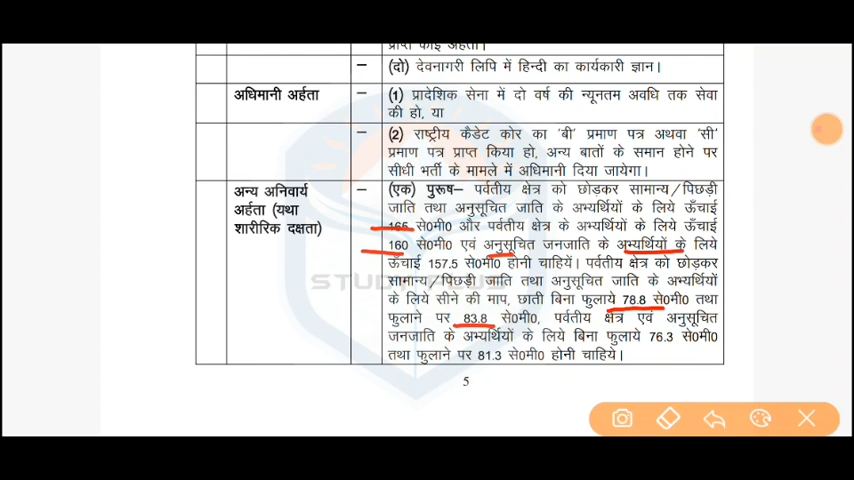 प्राप्त कोई अर्हता।
– (दो) देवनागरी लिपि में हिन्दी का कार्यकारी ज्ञान।
अधिमानी अर्हता – (1) प्रादेशिक सेना में दो वर्ष की न्यूनतम अवधि तक सेवा
की हो, या
– (2) राष्ट्रीय कैडेट कोर का 'बी' प्रमाण पत्र अथवा 'सी'
प्रमाण पत्र प्राप्त किया हो, अन्य बातों के समान होने पर
सीधी भर्ती के मामले में अधिमानी दिया जायेगा।
अन्य अनिवार्य – (एक) पुरूष– पर्वतीय क्षेत्र को छोड़कर सामान्य/पिछड़ी
अर्हता (यथा जाति तथा अनुसूचित जाति के अभ्यर्थियों के लिये ऊँचाई
शारीरिक दक्षता) 165 से0मी0 और पर्वतीय क्षेत्र के अभ्यर्थियों के लिये ऊँचाई
160 से0मी0 एवं अनुसूचित जनजाति के अभ्यर्थियों के लिये
ऊँचाई 157.5 से0मी0 होनी चाहिये। पर्वतीय क्षेत्र को छोड़कर
सामान्य/पिछड़ी जाति तथा अनुसूचित जाति के अभ्यर्थियों
के लिये सीने की माप, छाती बिना फुलाये 78.8 से0मी0 तथा
फुलाने पर 83.8 से0मी0, पर्वतीय क्षेत्र एवं अनुसूचित
जनजाति के अभ्यर्थियों के लिये बिना फुलाये 76.3 से0मी0
तथा फुलाने पर 81.3 से0मी0 होनी चाहिये।
5